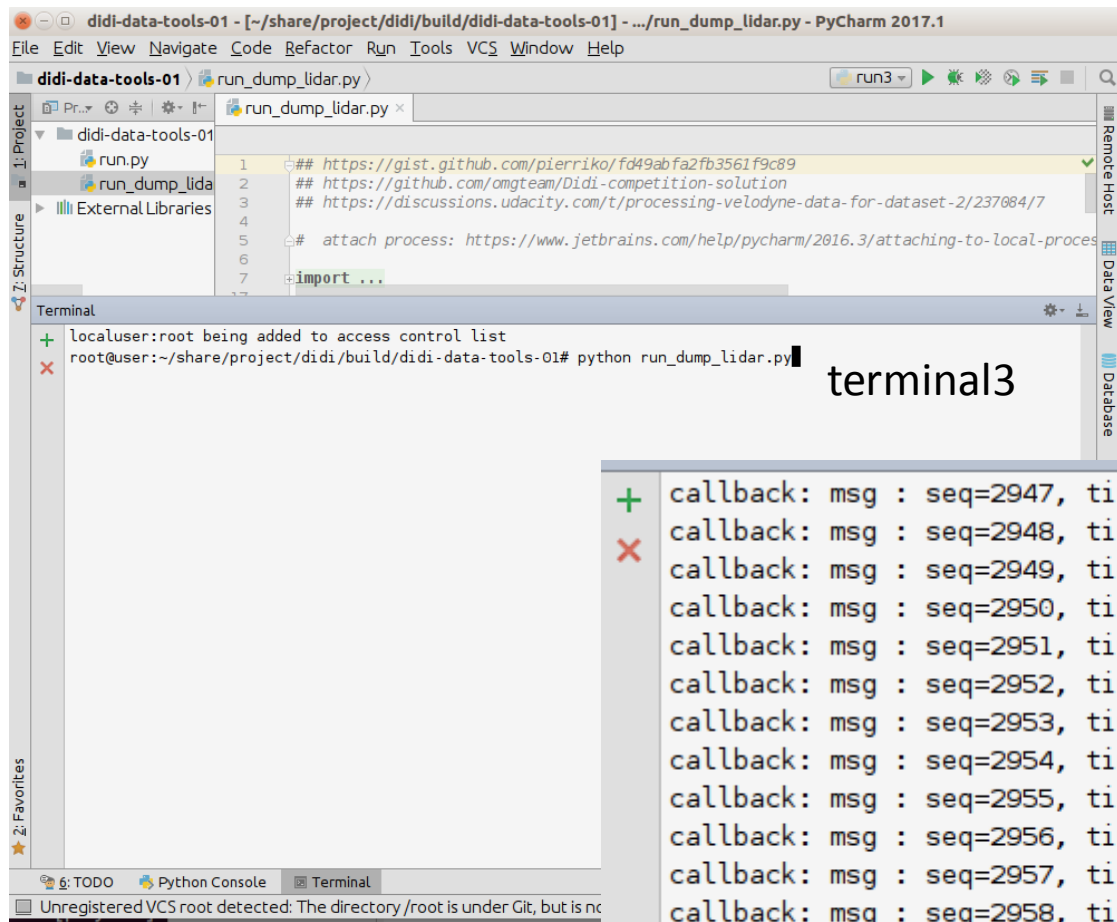 didi-data-tools-01 - [~/share/project/didi/build/didi-data-tools-01] - .../run_dump_lidar.py - PyCharm 2017.1
File Edit View Navigate Code Refactor Run Tools VCS Window Help
didi-data-tools-01 run_dump_lidar.py run3
1: Project
Pr... run_dump_lidar.py
didi-data-tools-01
run.py
run_dump_lida
External Libraries
Z: Structure
1 ## https://gist.github.com/pierriko/fd49abfa2fb3561f9c89
2 ## https://github.com/omgteam/Didi-competition-solution
3 ## https://discussions.udacity.com/t/processing-velodyne-data-for-dataset-2/237084/7
4
5 # attach process: https://www.jetbrains.com/help/pycharm/2016.3/attaching-to-local-proces
6
7 import ...
17
Remote Host
Data View
Database
Terminal
localuser:root being added to access control list
root@user:~/share/project/didi/build/didi-data-tools-01# python run_dump_lidar.py
terminal3
callback: msg : seq=2947, ti
callback: msg : seq=2948, ti
callback: msg : seq=2949, ti
callback: msg : seq=2950, ti
callback: msg : seq=2951, ti
callback: msg : seq=2952, ti
callback: msg : seq=2953, ti
callback: msg : seq=2954, ti
callback: msg : seq=2955, ti
callback: msg : seq=2956, ti
callback: msg : seq=2957, ti
callback: msg : seq=2958, ti
2: Favorites
6: TODO Python Console Terminal
Unregistered VCS root detected: The directory /root is under Git, but is no